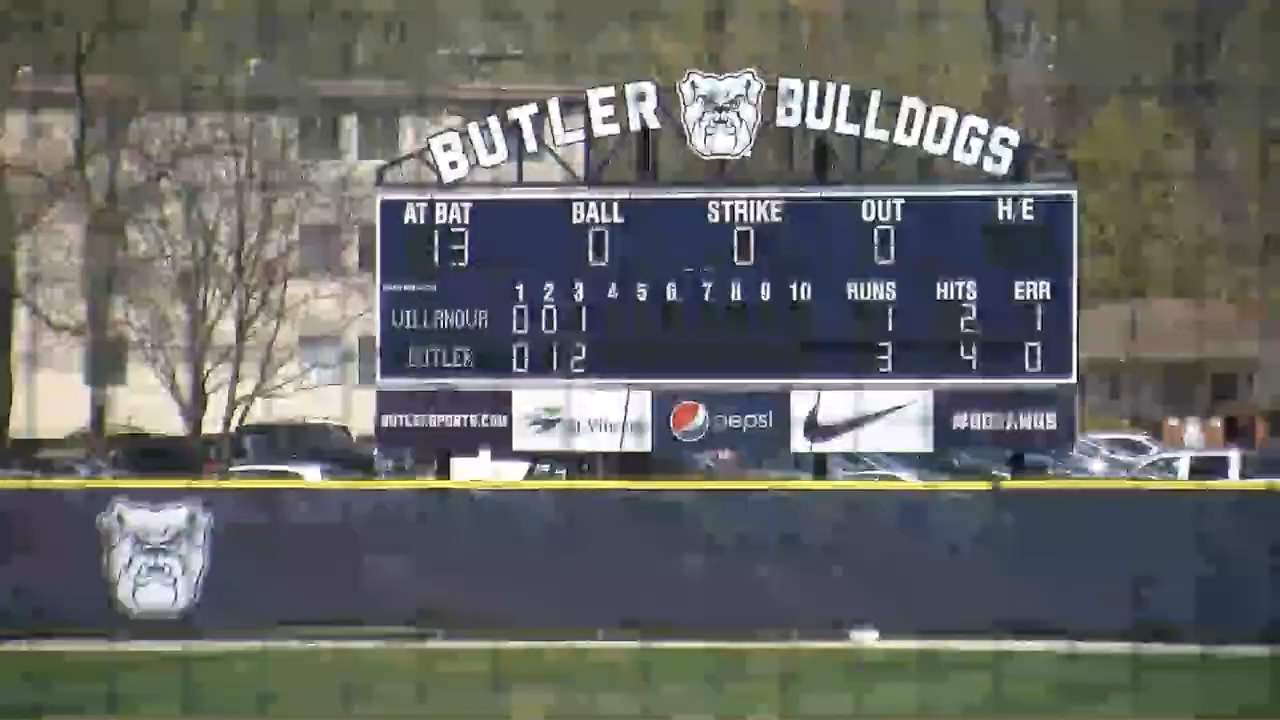 BUTLER BULLDOGS
AT BAT BALL STRIKE OUT H/E
13 0 0 0
1 2 3 4 5 6 7 8 9 10 RUNS HITS ERR
VILLANOVA 0 0 1 1 2 1
BUTLER 0 1 2 3 4 0
BUTLERSPORTS.COM St. Vincent pepsi #GODAWGS